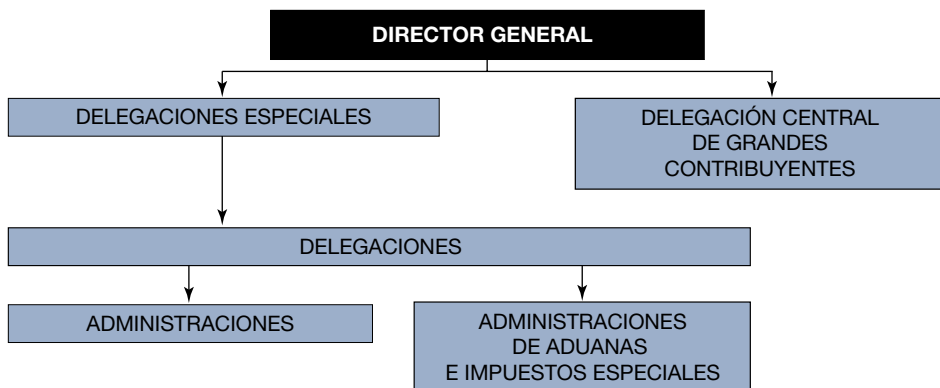 DIRECTOR GENERAL
DELEGACIONES ESPECIALES
DELEGACIÓN CENTRAL
DE GRANDES
CONTRIBUYENTES
DELEGACIONES
ADMINISTRACIONES
ADMINISTRACIONES
DE ADUANAS
E IMPUESTOS ESPECIALES